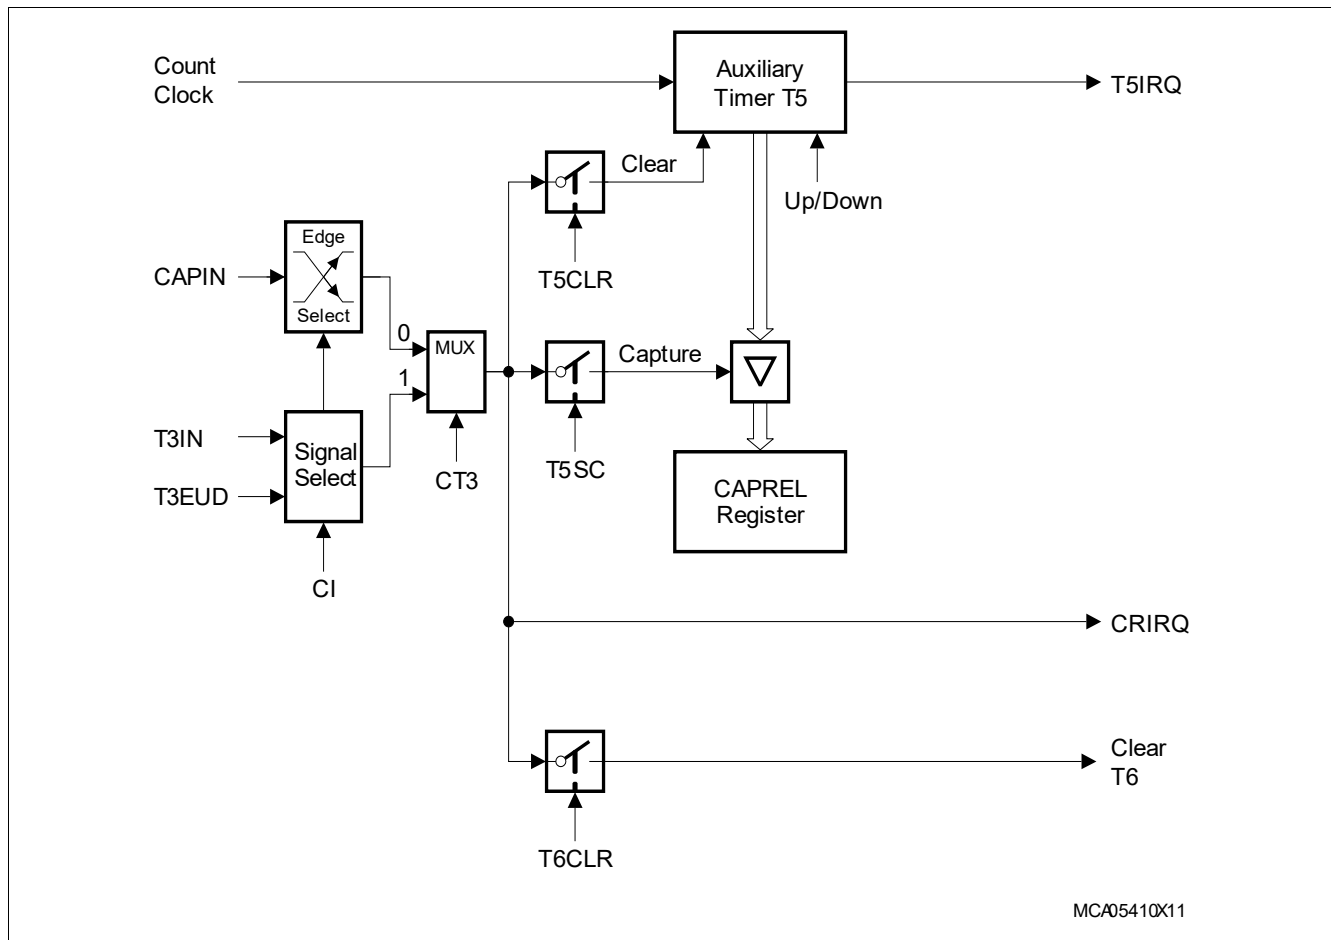 Count
Clock
Auxiliary
Timer T5
T5IRQ
Clear
Up/Down
T5CLR
Edge
Select
CAPIN
0
MUX
1
Capture
T3IN
T3EUD
Signal
Select
CT3
T5SC
CAPREL
Register
CI
CRIRQ
Clear
T6
T6CLR
MCA05410X11